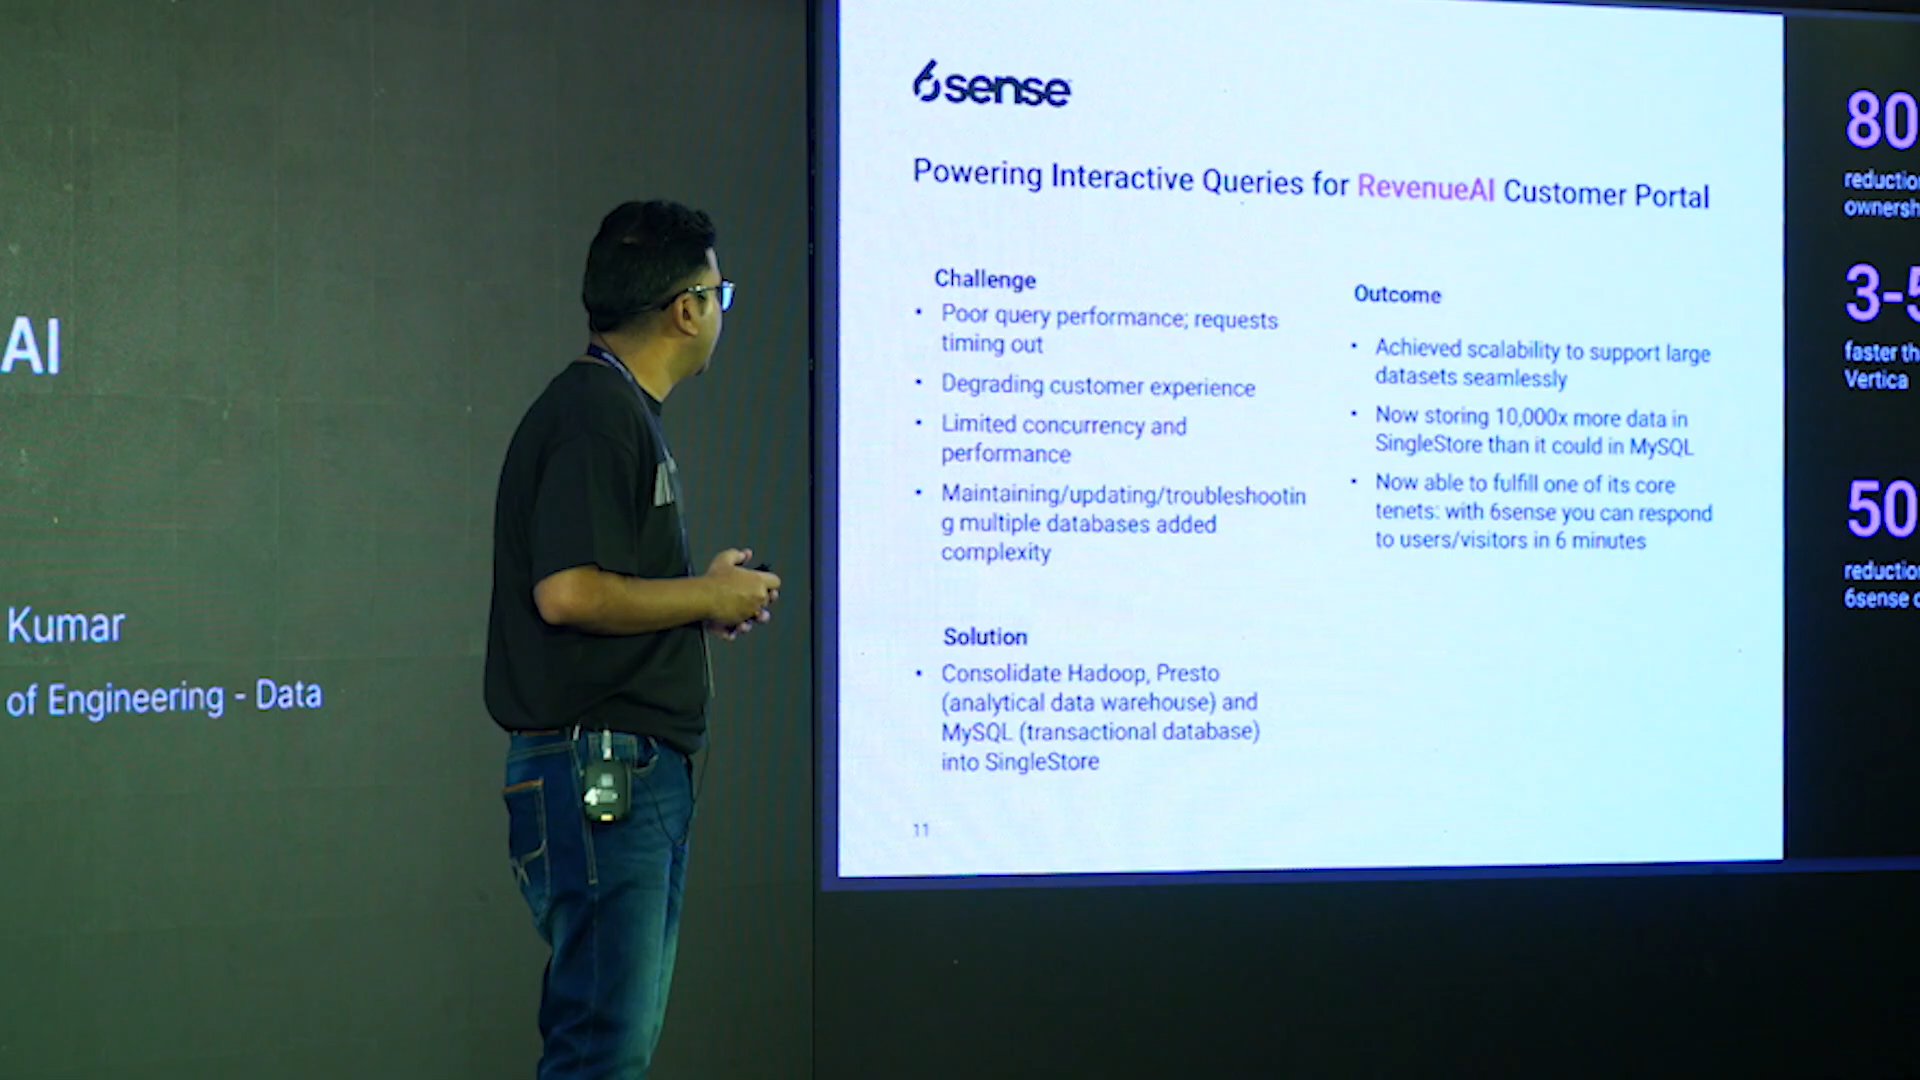 AI
Kumar
of Engineering - Data
6sense
Powering Interactive Queries for RevenueAI Customer Portal
Challenge
• Poor query performance; requests
timing out
• Degrading customer experience
• Limited concurrency and
performance
• Maintaining/updating/troubleshootin
g multiple databases added
complexity
Solution
• Consolidate Hadoop, Presto
(analytical data warehouse) and
MySQL (transactional database)
into SingleStore
11
Outcome
• Achieved scalability to support large
datasets seamlessly
• Now storing 10,000x more data in
SingleStore than it could in MySQL
• Now able to fulfill one of its core
tenets: with 6sense you can respond
to users/visitors in 6 minutes
80
reductio
ownersh
3-5
faster th
Vertica
50
reductio
6sense